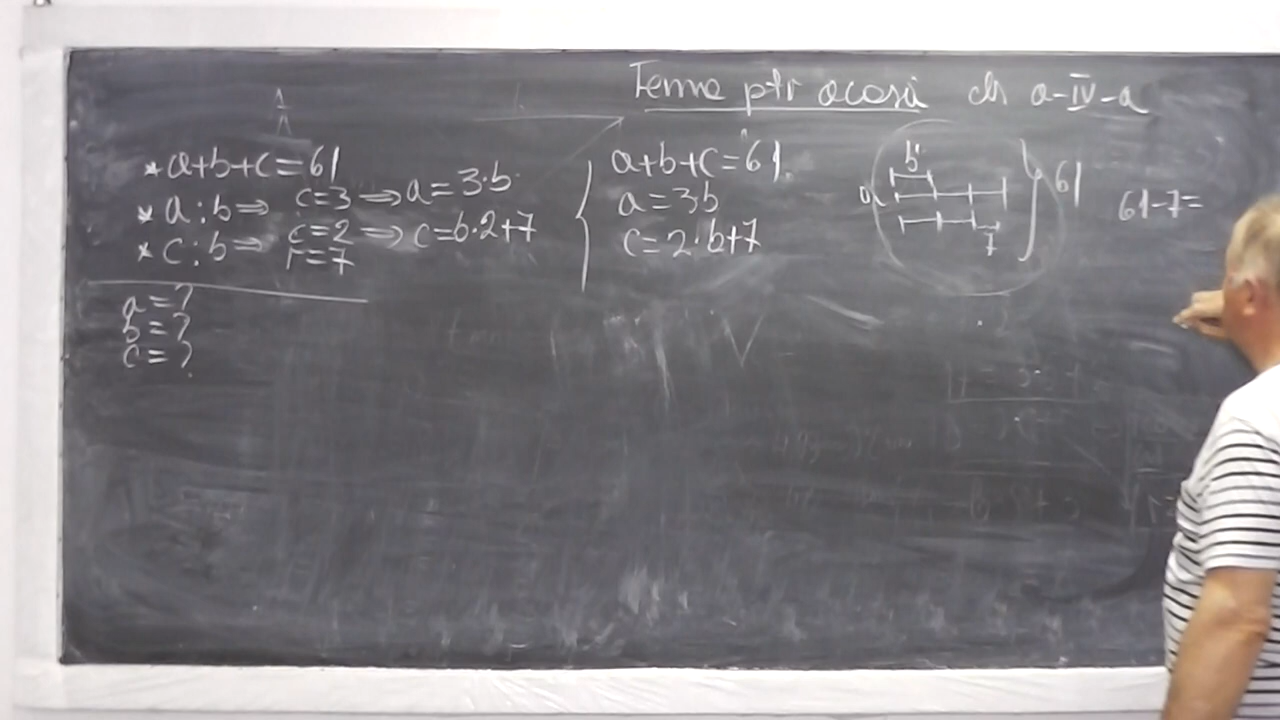 Tema ptr acasă cls a-IV-a
* a+b+c=61
* a:b⇒ c=3 ⇒ a=3·b
* c:b⇒ c=2 ⇒ c=b·2+7
r=7
a=?
b=?
c=?
a+b+c=61
a=3b
c=2·b+7
b
a
7
61
61-7=